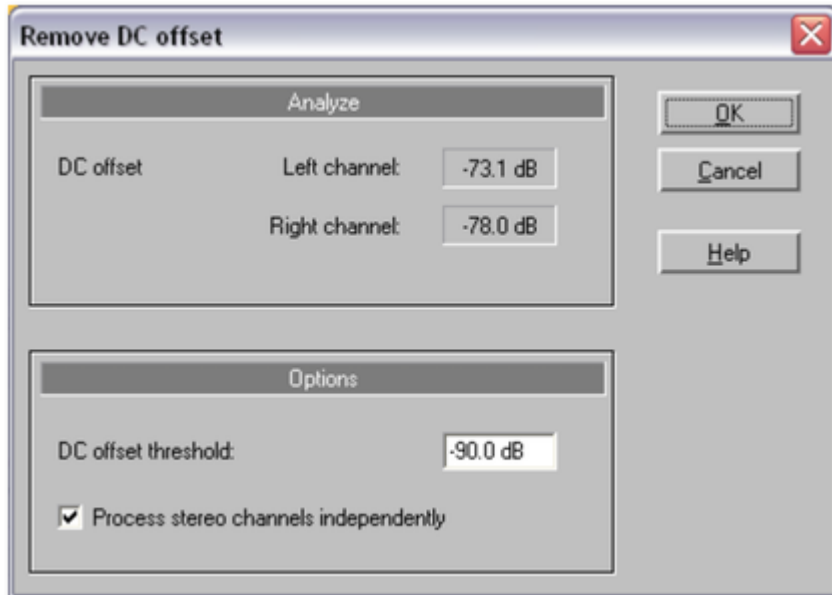 Remove DC offset
Analyze
DC offset Left channel: -73.1 dB
Right channel: -78.0 dB
OK
Cancel
Help
Options
DC offset threshold: -90.0 dB
Process stereo channels independently